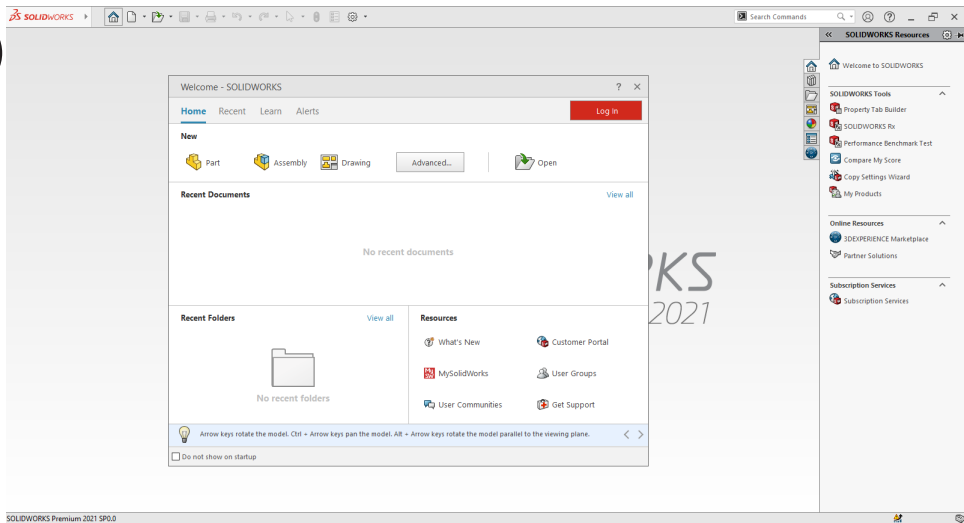 SOLIDWORKS
Search Commands
SOLIDWORKS Resources
Welcome to SOLIDWORKS
SOLIDWORKS Tools
Property Tab Builder
SOLIDWORKS Rx
Performance Benchmark Test
Compare My Score
Copy Settings Wizard
My Products
Online Resources
3DEXPERIENCE Marketplace
Partner Solutions
Subscription Services
Subscription Services
Welcome - SOLIDWORKS
Home Recent Learn Alerts Log In
New
Part Assembly Drawing Advanced... Open
Recent Documents View all
No recent documents
KS
2021
Recent Folders View all
No recent folders
Resources
What's New Customer Portal
MySolidWorks User Groups
User Communities Get Support
Arrow keys rotate the model. Ctrl + Arrow keys pan the model. Alt + Arrow keys rotate the model parallel to the viewing plane.
Do not show on startup
SOLIDWORKS Premium 2021 SP0.0